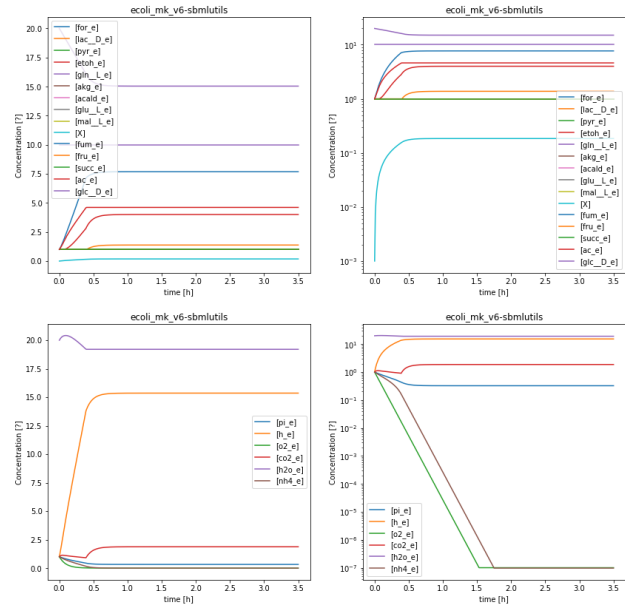 ecoli_mk_v6-sbmlutils
Concentration [?]
20.0
17.5
15.0
12.5
10.0
7.5
5.0
2.5
0.0
[for_e]
[lac__D_e]
[pyr_e]
[etoh_e]
[gln__L_e]
[akg_e]
[acald_e]
[glu__L_e]
[mal__L_e]
[X]
[fum_e]
[fru_e]
[succ_e]
[ac_e]
[glc__D_e]
0.0 0.5 1.0 1.5 2.0 2.5 3.0 3.5
time [h]
ecoli_mk_v6-sbmlutils
Concentration [?]
10^1
10^0
10^-1
10^-2
10^-3
[for_e]
[lac__D_e]
[pyr_e]
[etoh_e]
[gln__L_e]
[akg_e]
[acald_e]
[glu__L_e]
[mal__L_e]
[X]
[fum_e]
[fru_e]
[succ_e]
[ac_e]
[glc__D_e]
0.0 0.5 1.0 1.5 2.0 2.5 3.0 3.5
time [h]
ecoli_mk_v6-sbmlutils
Concentration [?]
20.0
17.5
15.0
12.5
10.0
7.5
5.0
2.5
0.0
[pi_e]
[h_e]
[o2_e]
[co2_e]
[h2o_e]
[nh4_e]
0.0 0.5 1.0 1.5 2.0 2.5 3.0 3.5
time [h]
ecoli_mk_v6-sbmlutils
Concentration [?]
10^1
10^0
10^-1
10^-2
10^-3
10^-4
10^-5
10^-6
10^-7
[pi_e]
[h_e]
[o2_e]
[co2_e]
[h2o_e]
[nh4_e]
0.0 0.5 1.0 1.5 2.0 2.5 3.0 3.5
time [h]